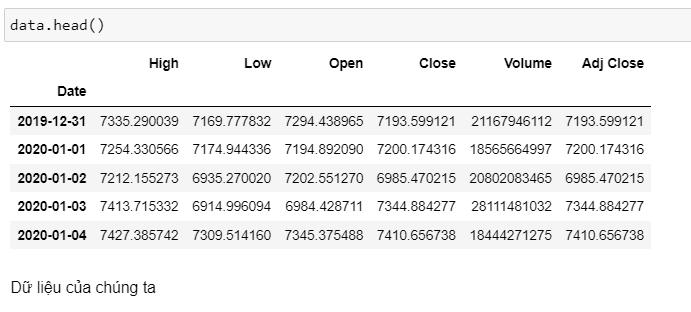 data.head()
High Low Open Close Volume Adj Close
Date
2019-12-31 7335.290039 7169.777832 7294.438965 7193.599121 21167946112 7193.599121
2020-01-01 7254.330566 7174.944336 7194.892090 7200.174316 18565664997 7200.174316
2020-01-02 7212.155273 6935.270020 7202.551270 6985.470215 20802083465 6985.470215
2020-01-03 7413.715332 6914.996094 6984.428711 7344.884277 28111481032 7344.884277
2020-01-04 7427.385742 7309.514160 7345.375488 7410.656738 18444271275 7410.656738
Dữ liệu của chúng ta